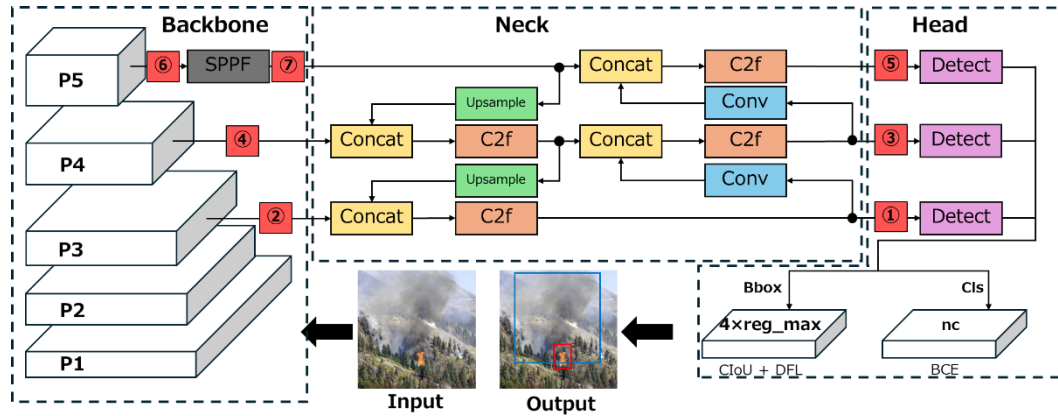 Backbone
Neck
Head
P5
⑥
SPPF
⑦
Concat
C2f
⑤
Detect
Upsample
Conv
P4
④
Concat
C2f
Concat
C2f
③
Detect
Upsample
Conv
P3
②
Concat
C2f
①
Detect
P2
P1
Bbox
Cls
4×reg_max
nc
CIoU + DFL
BCE
Input
Output